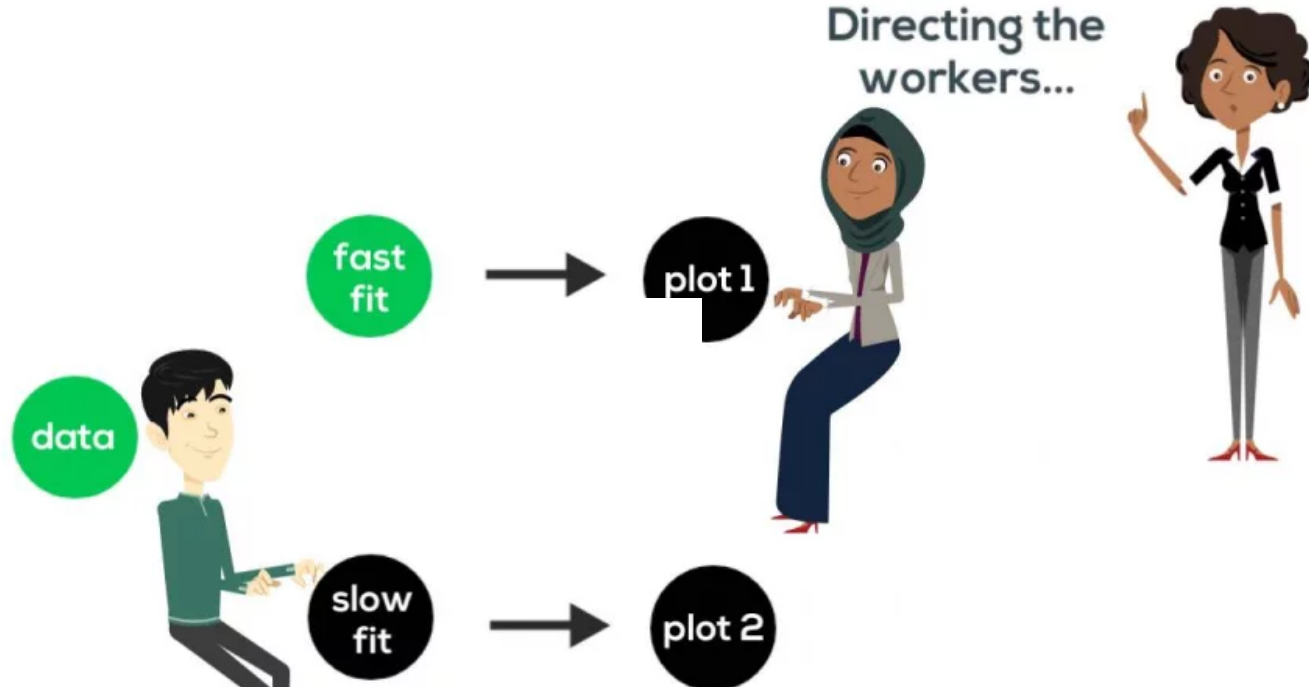 Directing the
workers...
fast
fit
plot 1
data
slow
fit
plot 2